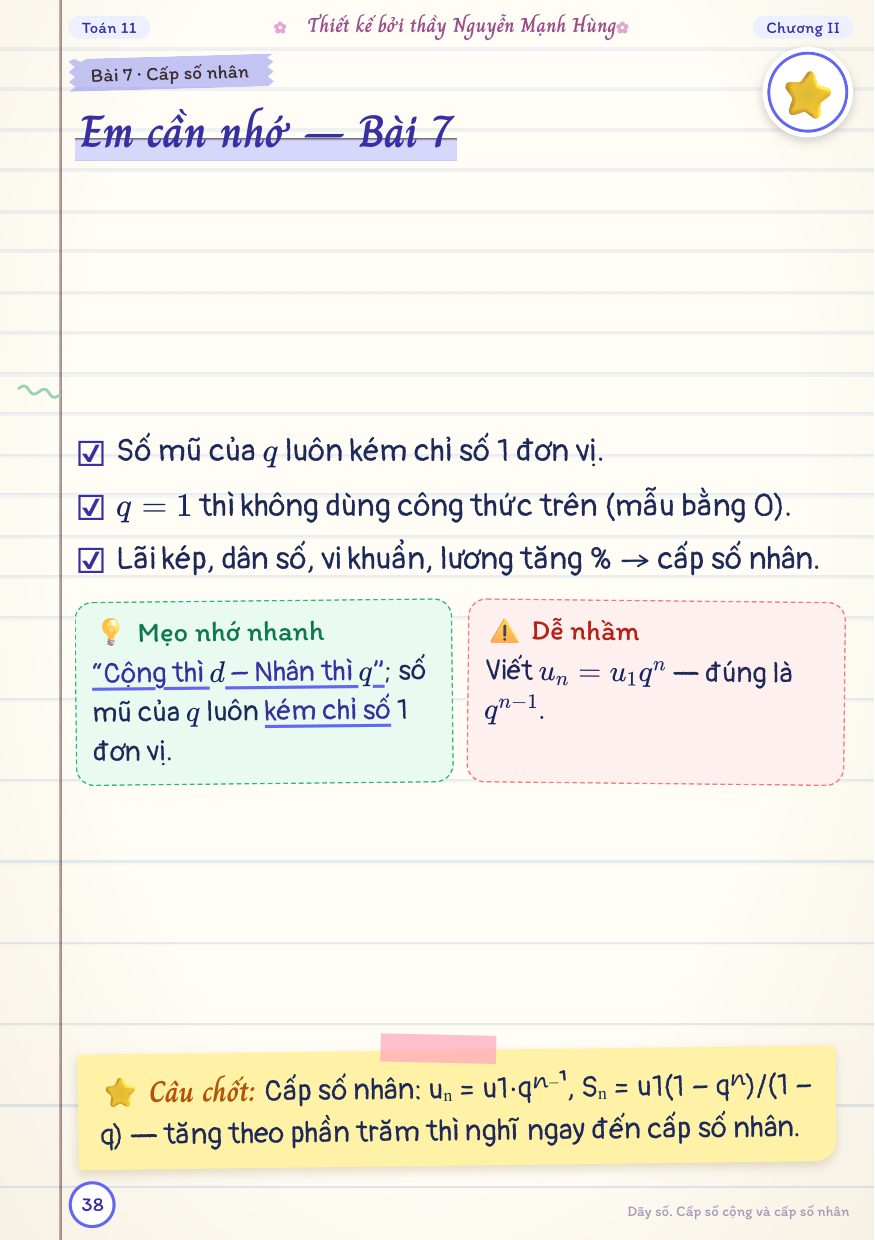 Toán 11
Thiết kế bởi thầy Nguyễn Mạnh Hùng
Chương II
Bài 7 · Cấp số nhân
Em cần nhớ — Bài 7
Số mũ của q luôn kém chỉ số 1 đơn vị.
q = 1 thì không dùng công thức trên (mẫu bằng 0).
Lãi kép, dân số, vi khuẩn, lương tăng % → cấp số nhân.
Mẹo nhớ nhanh
“Cộng thì d – Nhân thì q”; số
mũ của q luôn kém chỉ số 1
đơn vị.
Dễ nhầm
Viết uₙ = u₁qⁿ — đúng là
qⁿ⁻¹.
Câu chốt: Cấp số nhân: uₙ = u1·qⁿ⁻¹, Sₙ = u1(1 – qⁿ)/(1 –
q) — tăng theo phần trăm thì nghĩ ngay đến cấp số nhân.
38
Dãy số. Cấp số cộng và cấp số nhân